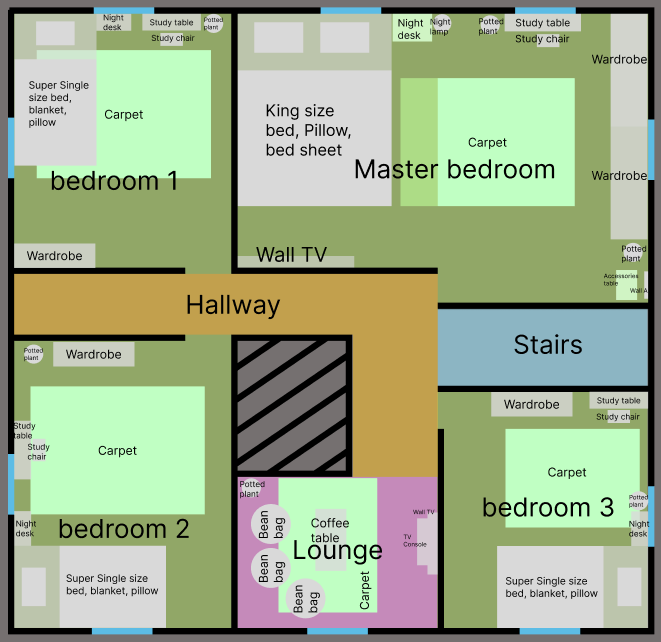 Night
desk
Study table
Potted
plant
Study chair
Super Single
size bed,
blanket,
pillow
Carpet
bedroom 1
Wardrobe
Night
desk
Night
lamp
Potted
plant
Study table
Study chair
Wardrobe
King size
bed, Pillow,
bed sheet
Carpet
Master bedroom
Wardrobe
Wall TV
Potted
plant
Accessories
table
Wall A
Hallway
Stairs
Potted
plant
Wardrobe
Study
table
Study
chair
Carpet
Night
desk
bedroom 2
Super Single size
bed, blanket, pillow
Potted
plant
Bean
bag
Coffee
table
Wall TV
TV
Console
Lounge
Bean
bag
Bean
bag
Carpet
Wardrobe
Study table
Study chair
Carpet
Potted
plant
bedroom 3
Night
desk
Super Single size
bed, blanket, pillow